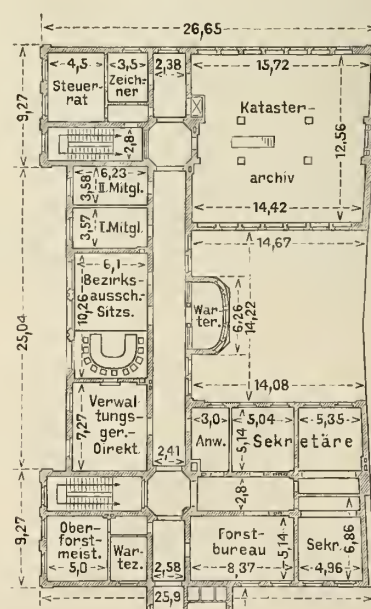 26,65
4,5 3,5 2,38 15,72
Steuer- Zeich-
rat ner
Kataster-
9,27
12,56
2,8
archiv
6,23
3,58 II. Mitgl.
14,42
3,57 I. Mitgl.
14,67
6,1
Bezirks-
aussch.-
Sitzs.
10,26
War-
ter.
6,26
14,22
25,04
14,08
Verwal-
tungs-
ger.-
Direkt.
7,27
3,0 5,04 5,35
Anw. Sekretäre
5,14
2,41
2,8
9,27
Ober-
forst-
meist.
5,0
War-
tez.
Forst-
bureau
8,37
5,14
Sekr.
4,96
6,86
2,58
25,9